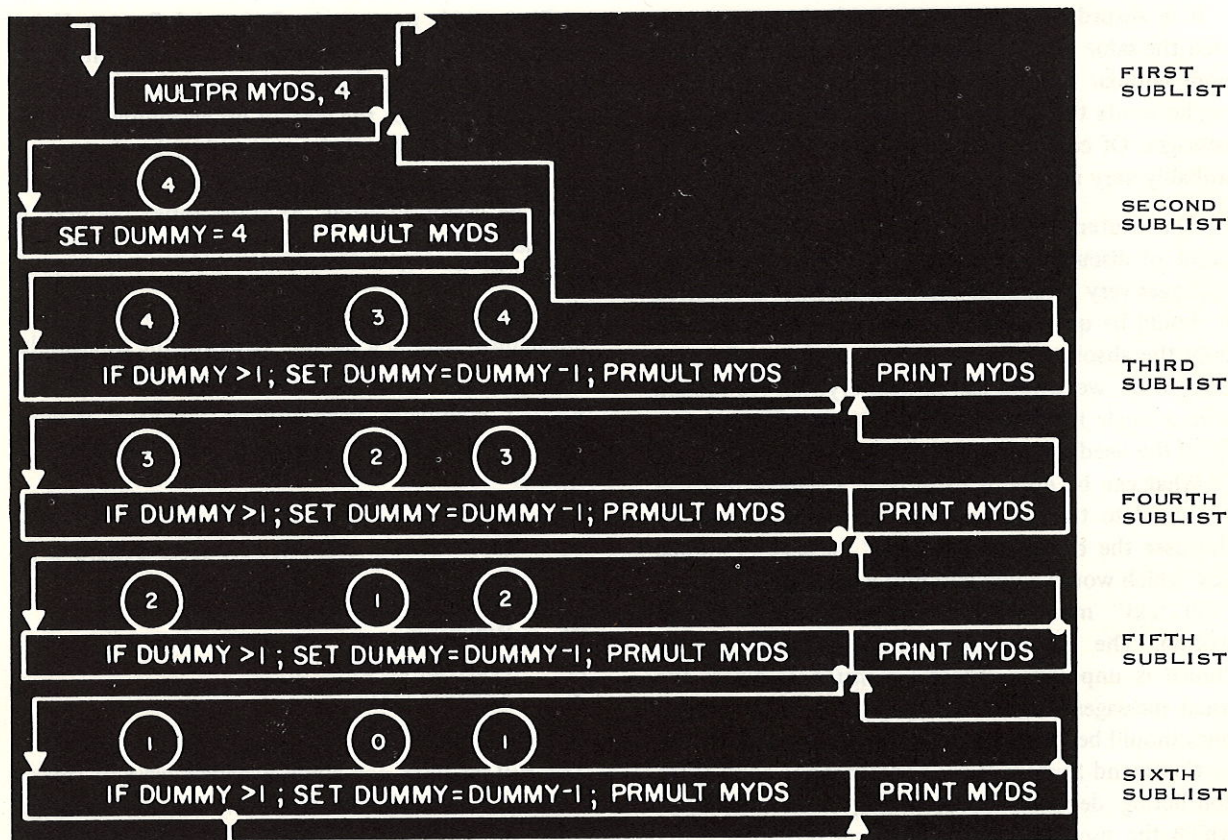 FIRST
SUBLIST
MULTPR MYDS, 4
4
SECOND
SUBLIST
SET DUMMY = 4 PRMULT MYDS
4 3 4
THIRD
SUBLIST
IF DUMMY >1; SET DUMMY=DUMMY-1; PRMULT MYDS PRINT MYDS
3 2 3
FOURTH
SUBLIST
IF DUMMY >1; SET DUMMY=DUMMY-1; PRMULT MYDS PRINT MYDS
2 1 2
FIFTH
SUBLIST
IF DUMMY >1; SET DUMMY=DUMMY-1; PRMULT MYDS PRINT MYDS
1 0 1
SIXTH
SUBLIST
IF DUMMY >1; SET DUMMY=DUMMY-1; PRMULT MYDS PRINT MYDS